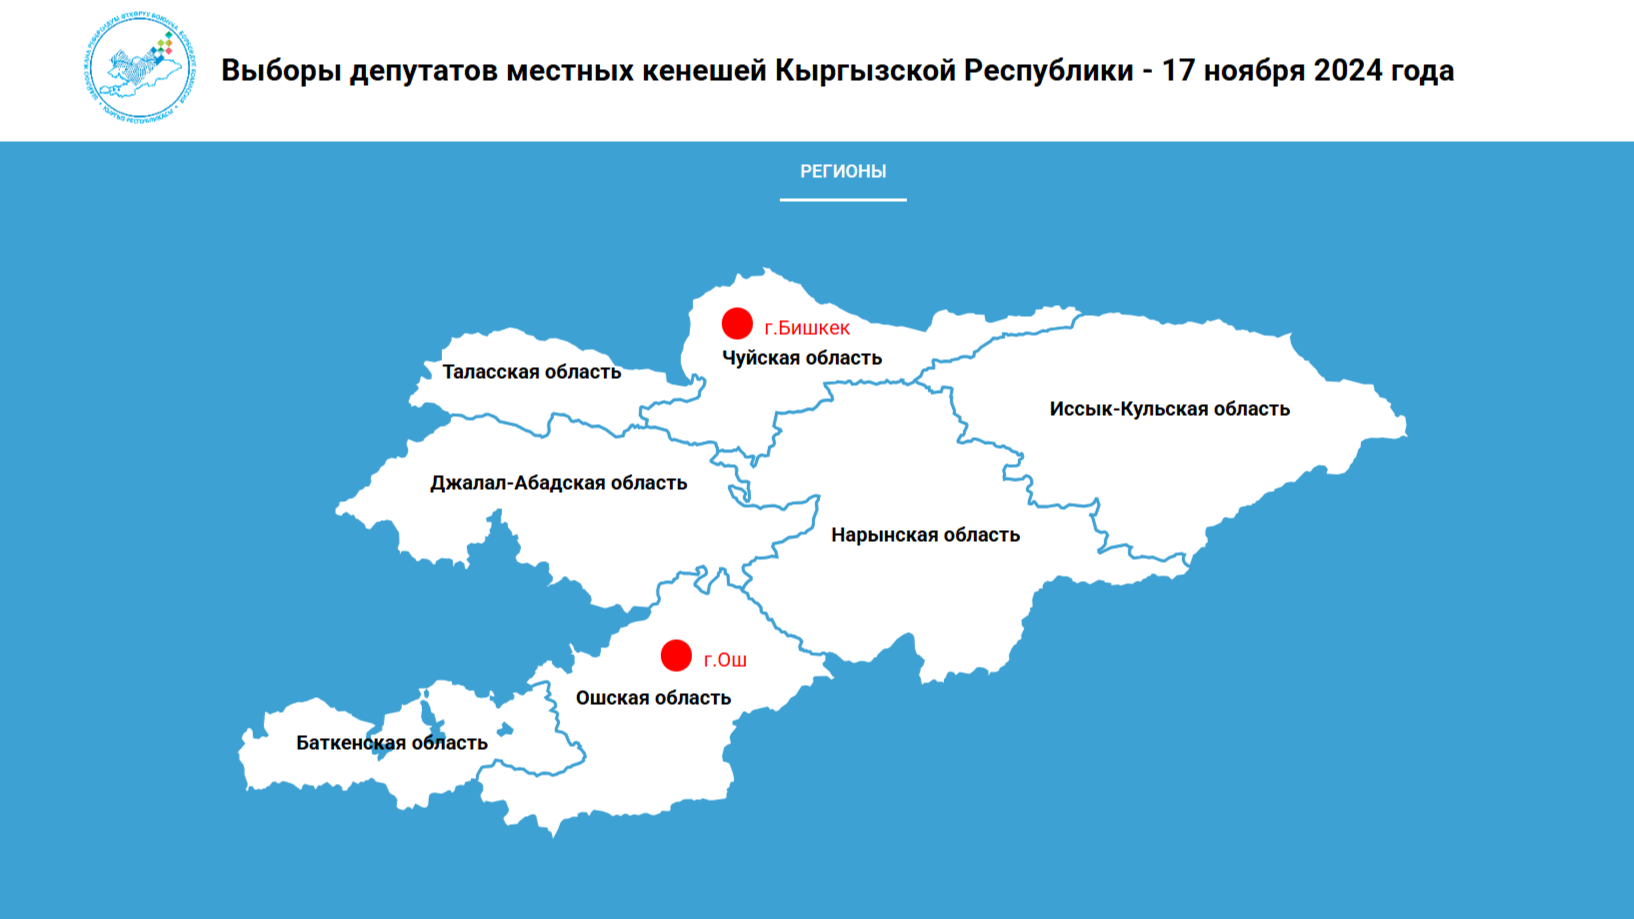 Выборы депутатов местных кенешей Кыргызской Республики - 17 ноября 2024 года
РЕГИОНЫ
г.Бишкек
Чуйская область
Таласская область
Иссык-Кульская область
Джалал-Абадская область
Нарынская область
г.Ош
Ошская область
Баткенская область